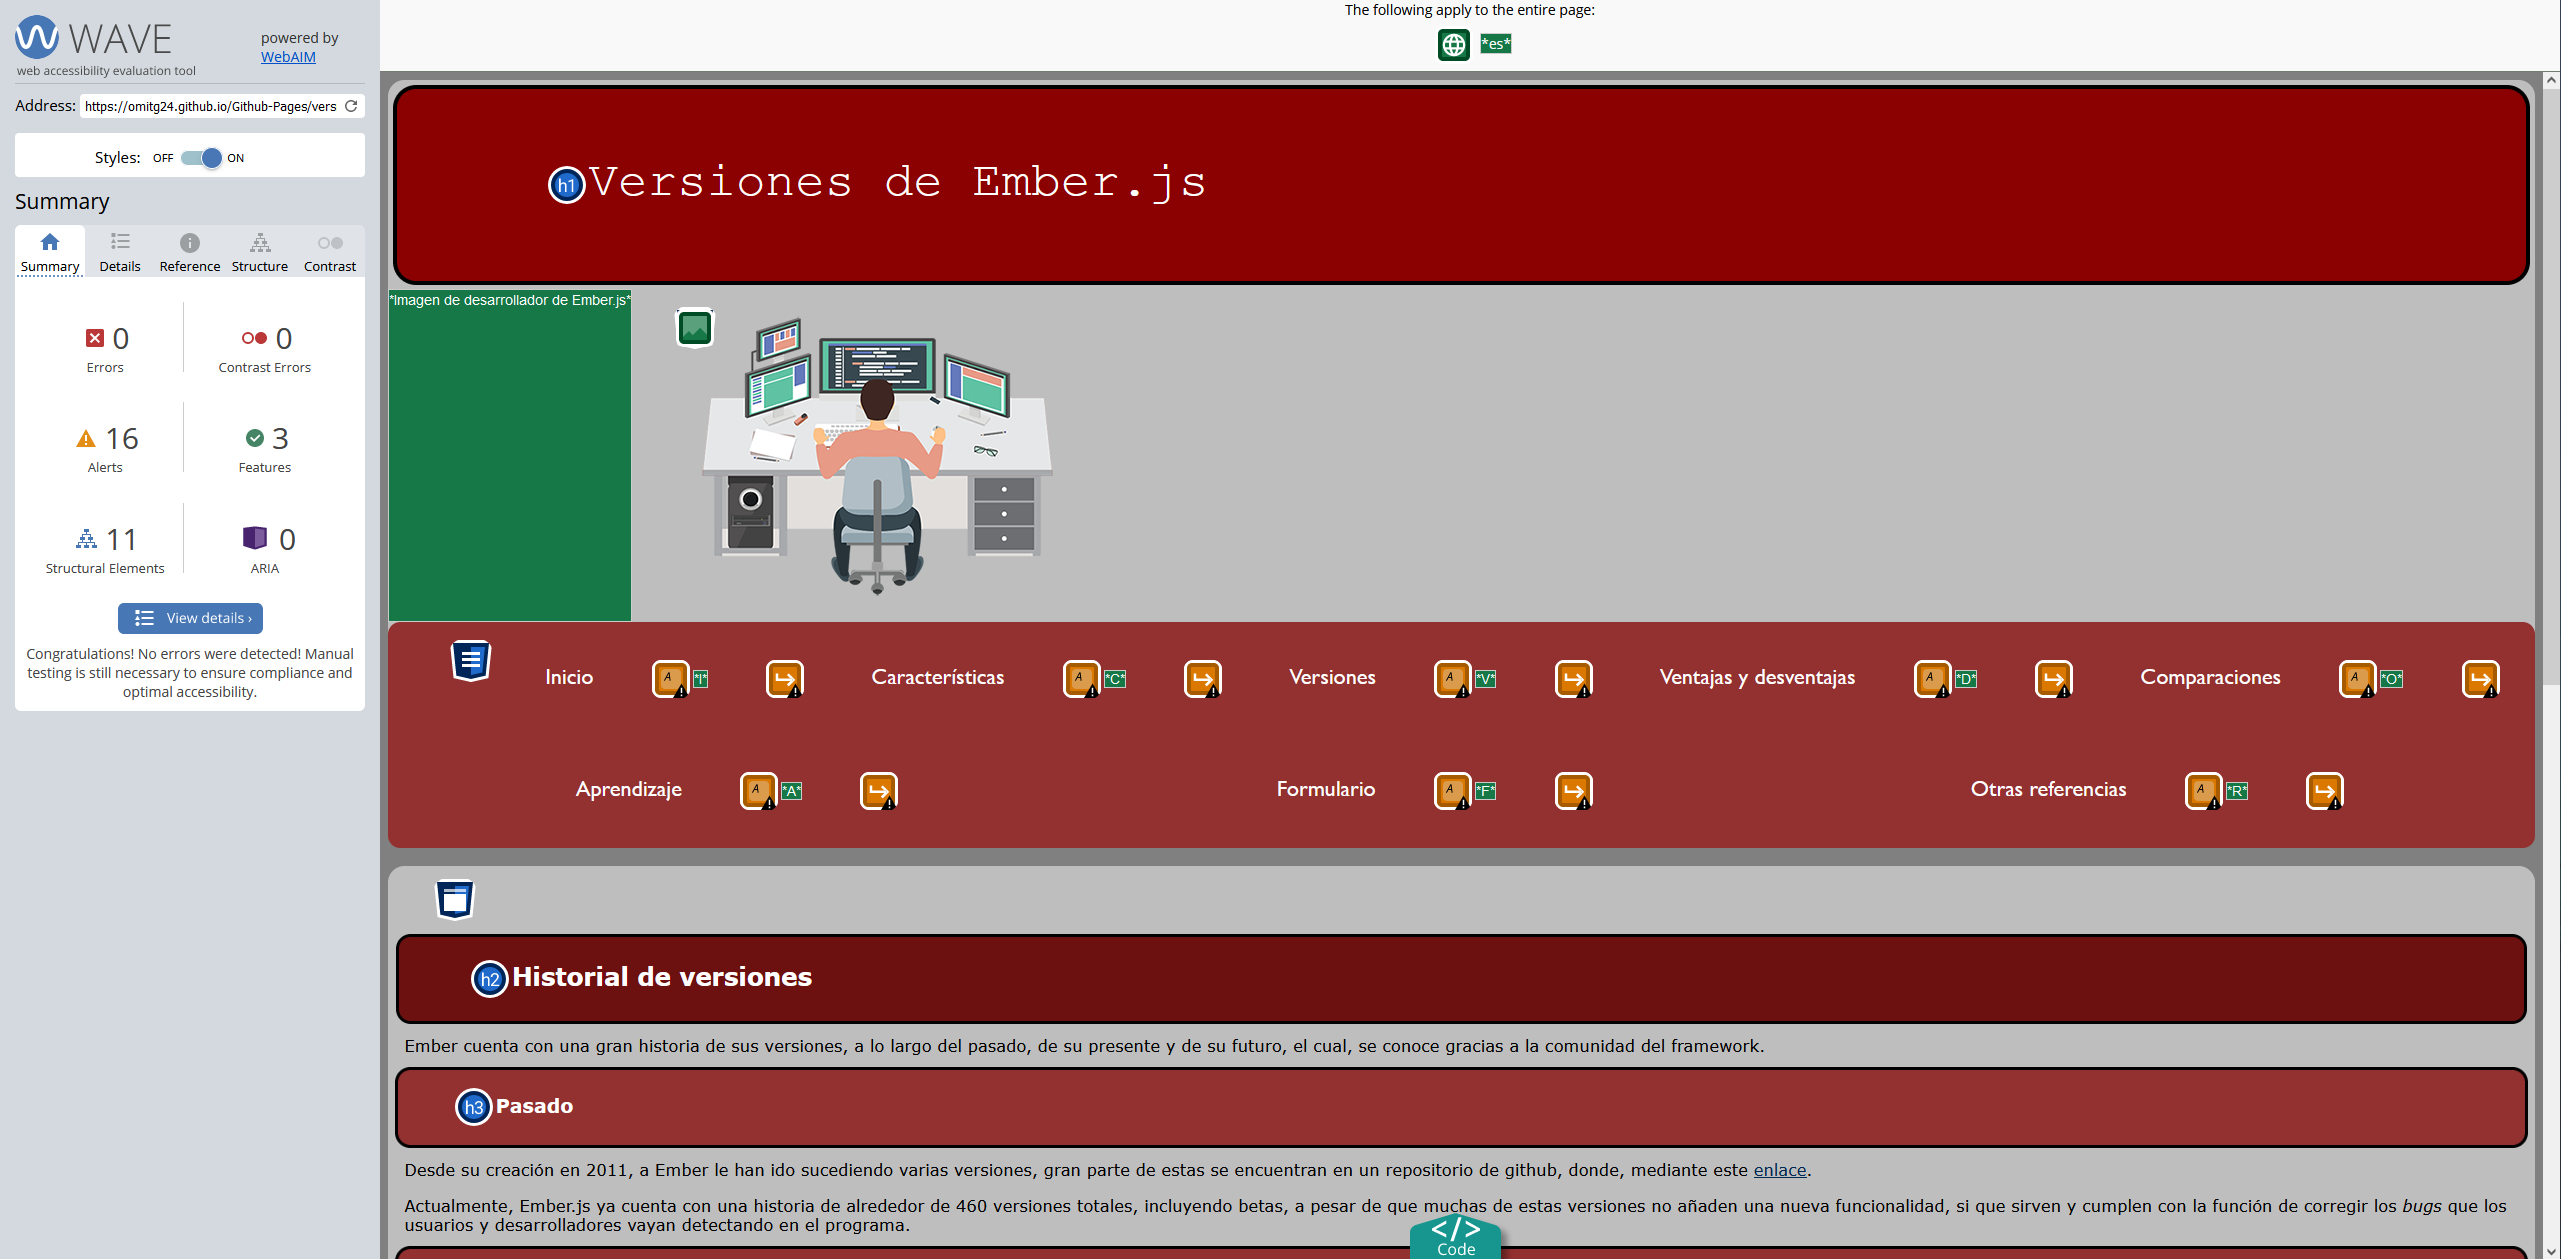 WAVE
powered by
WebAIM
web accessibility evaluation tool
Address: https://omitg24.github.io/Github-Pages/vers
Styles: OFF ON
Summary
Summary Details Reference Structure Contrast
0 0
Errors Contrast Errors
16 3
Alerts Features
11 0
Structural Elements ARIA
View details ›
Congratulations! No errors were detected! Manual
testing is still necessary to ensure compliance and
optimal accessibility.
The following apply to the entire page:
*es*
h1 Versiones de Ember.js
*Imagen de desarrollador de Ember.js*
Inicio A *I* Características A *C* Versiones A *V* Ventajas y desventajas A *D* Comparaciones A *O*
Aprendizaje A *A* Formulario A *F* Otras referencias A *R*
h2 Historial de versiones
Ember cuenta con una gran historia de sus versiones, a lo largo del pasado, de su presente y de su futuro, el cual, se conoce gracias a la comunidad del framework.
h3 Pasado
Desde su creación en 2011, a Ember le han ido sucediendo varias versiones, gran parte de estas se encuentran en un repositorio de github, donde, mediante este enlace.
Actualmente, Ember.js ya cuenta con una historia de alrededor de 460 versiones totales, incluyendo betas, a pesar de que muchas de estas versiones no añaden una nueva funcionalidad, si que sirven y cumplen con la función de corregir los bugs que los
usuarios y desarrolladores vayan detectando en el programa.
</> Code